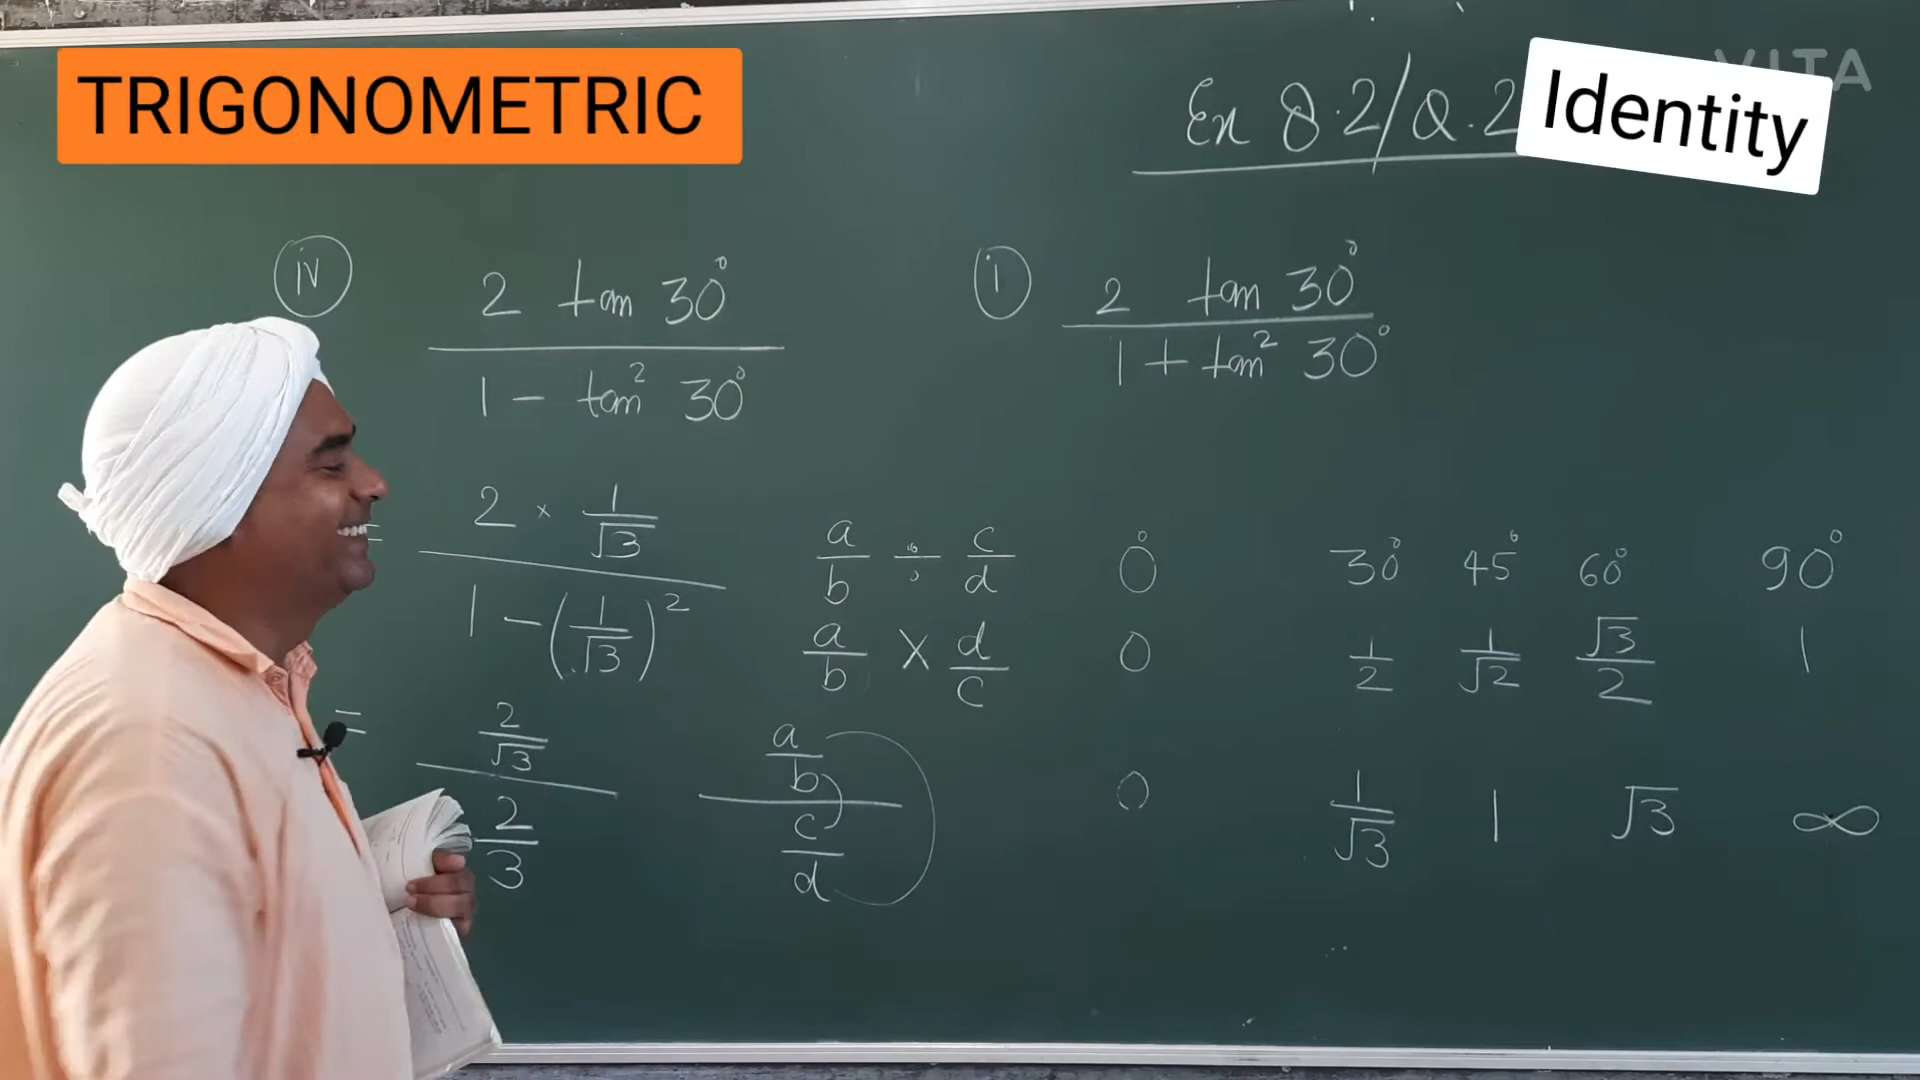 TRIGONOMETRIC
VITA
Identity
Ex 8.2/Q.2
iv
2 tan 30°
1 - tan² 30°
i
2 tan 30°
1 + tan² 30°
= 2 × 1/√3
1 - (1/√3)²
a/b ÷ c/d
a/b × d/c
= 2/√3
2/3
a/b
c/d
0° 30° 45° 60° 90°
0 1/2 1/√2 √3/2 1
0 1/√3 1 √3 ∞